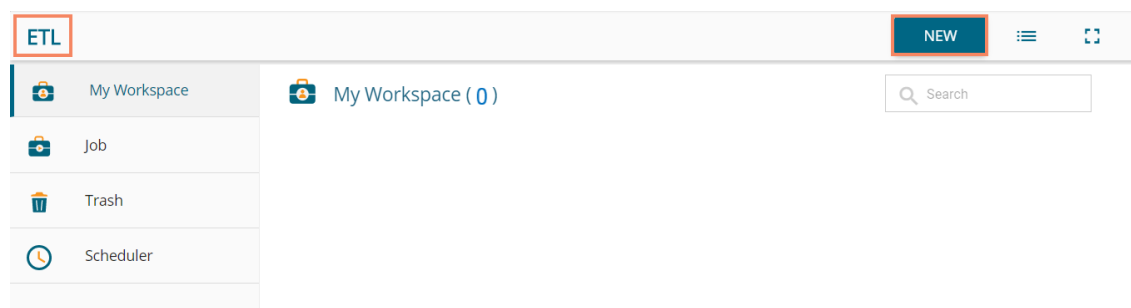 ETL
NEW
My Workspace
My Workspace ( 0 )
Search
Job
Trash
Scheduler